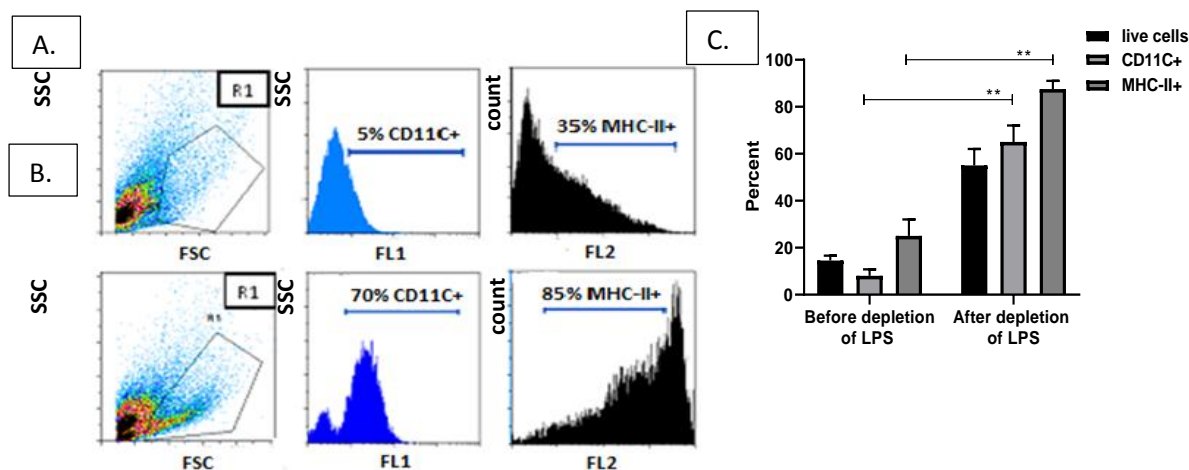 A.
SSC
R1
FSC
SSC
5% CD11C+
FL1
count
35% MHC-II+
FL2
B.
SSC
R1
R1
FSC
SSC
70% CD11C+
FL1
count
85% MHC-II+
FL2
C.
live cells
CD11C+
MHC-II+
**
**
100
80
60
40
20
0
Percent
Before depletion
of LPS
After depletion
of LPS